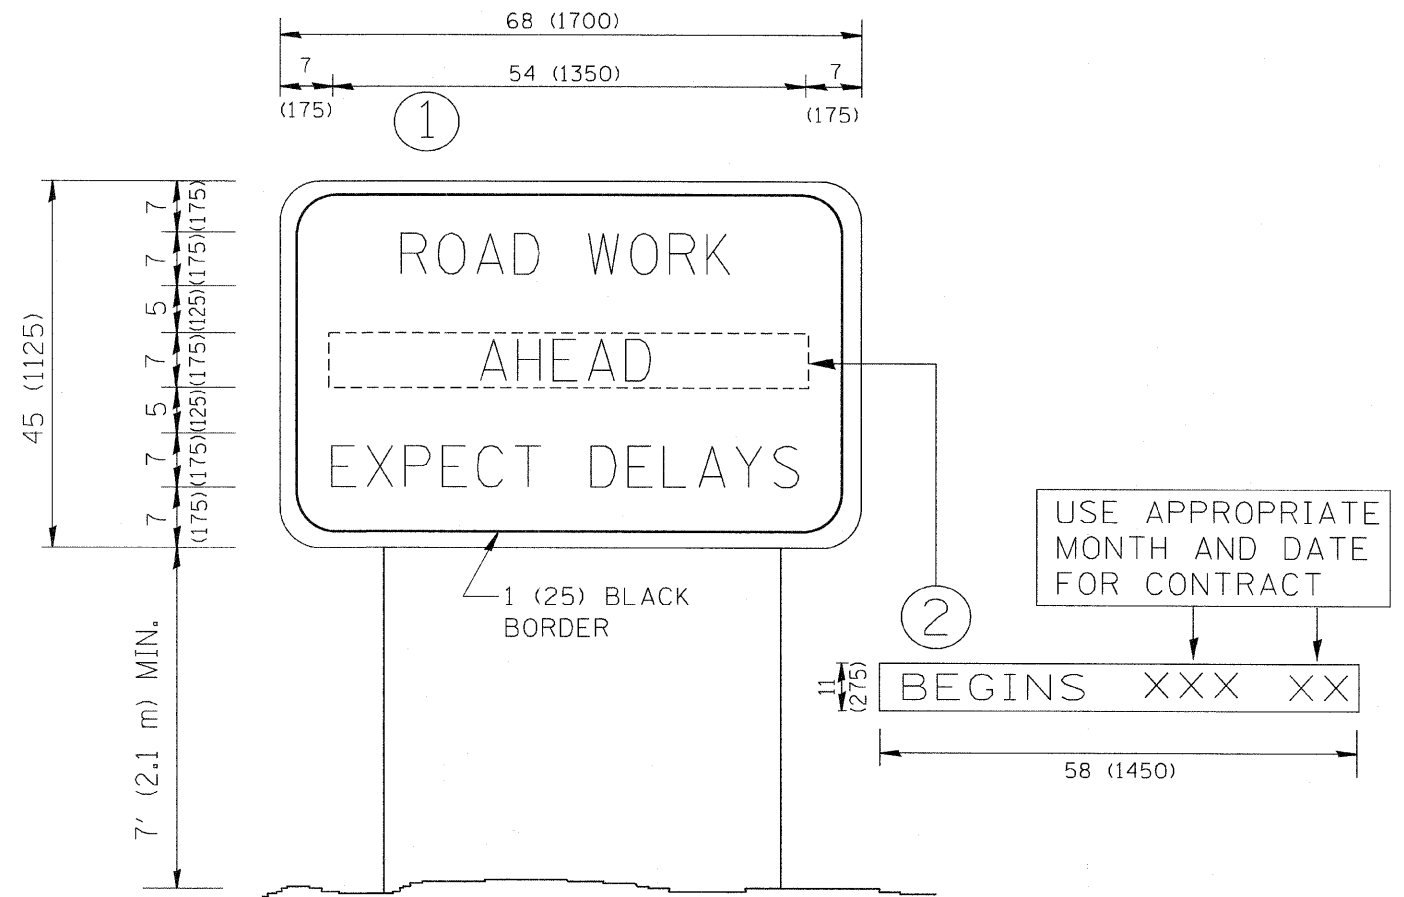 68 (1700)
7
54 (1350)
7
(175)
(175)
1
45 (1125)
7
(175)
7
(175)
5
(125)
7
(175)
5
(125)
7
(175)
7
(175)
ROAD WORK
AHEAD
EXPECT DELAYS
1 (25) BLACK
BORDER
7' (2.1 m) MIN.
2
USE APPROPRIATE
MONTH AND DATE
FOR CONTRACT
11
(275)
BEGINS XXX XX
58 (1450)